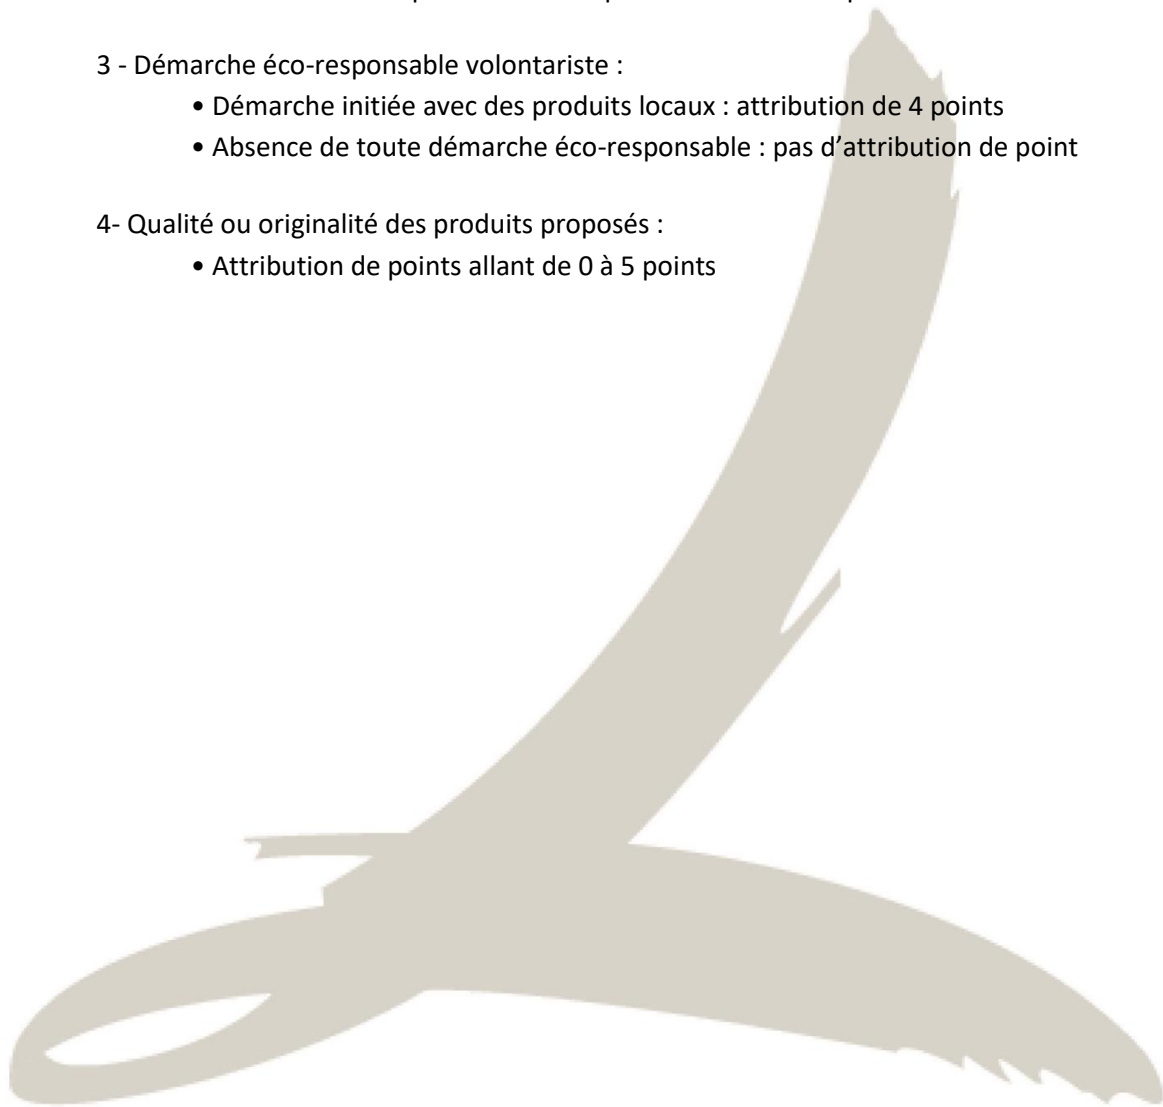 3 - Démarche éco-responsable volontariste :
• Démarche initiée avec des produits locaux : attribution de 4 points
• Absence de toute démarche éco-responsable : pas d’attribution de point
4- Qualité ou originalité des produits proposés :
• Attribution de points allant de 0 à 5 points